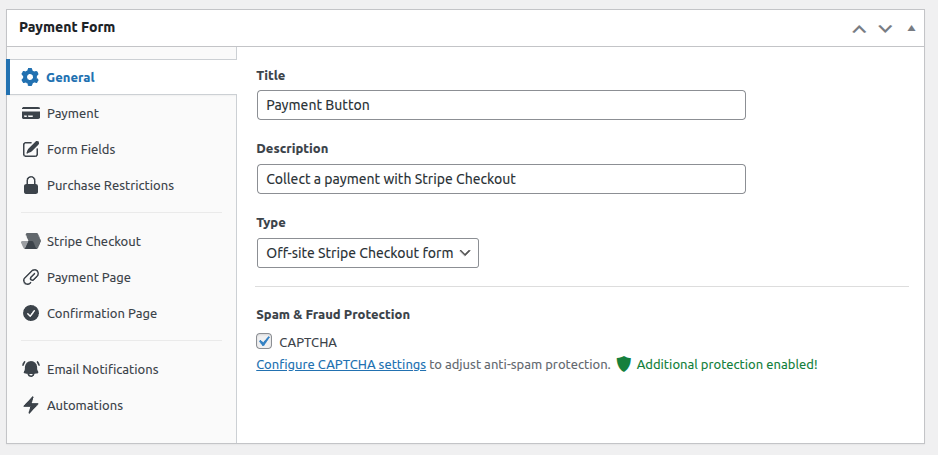 Payment Form
General
Payment
Form Fields
Purchase Restrictions
Stripe Checkout
Payment Page
Confirmation Page
Email Notifications
Automations
Title
Payment Button
Description
Collect a payment with Stripe Checkout
Type
Off-site Stripe Checkout form
Spam & Fraud Protection
CAPTCHA
Configure CAPTCHA settings to adjust anti-spam protection. Additional protection enabled!